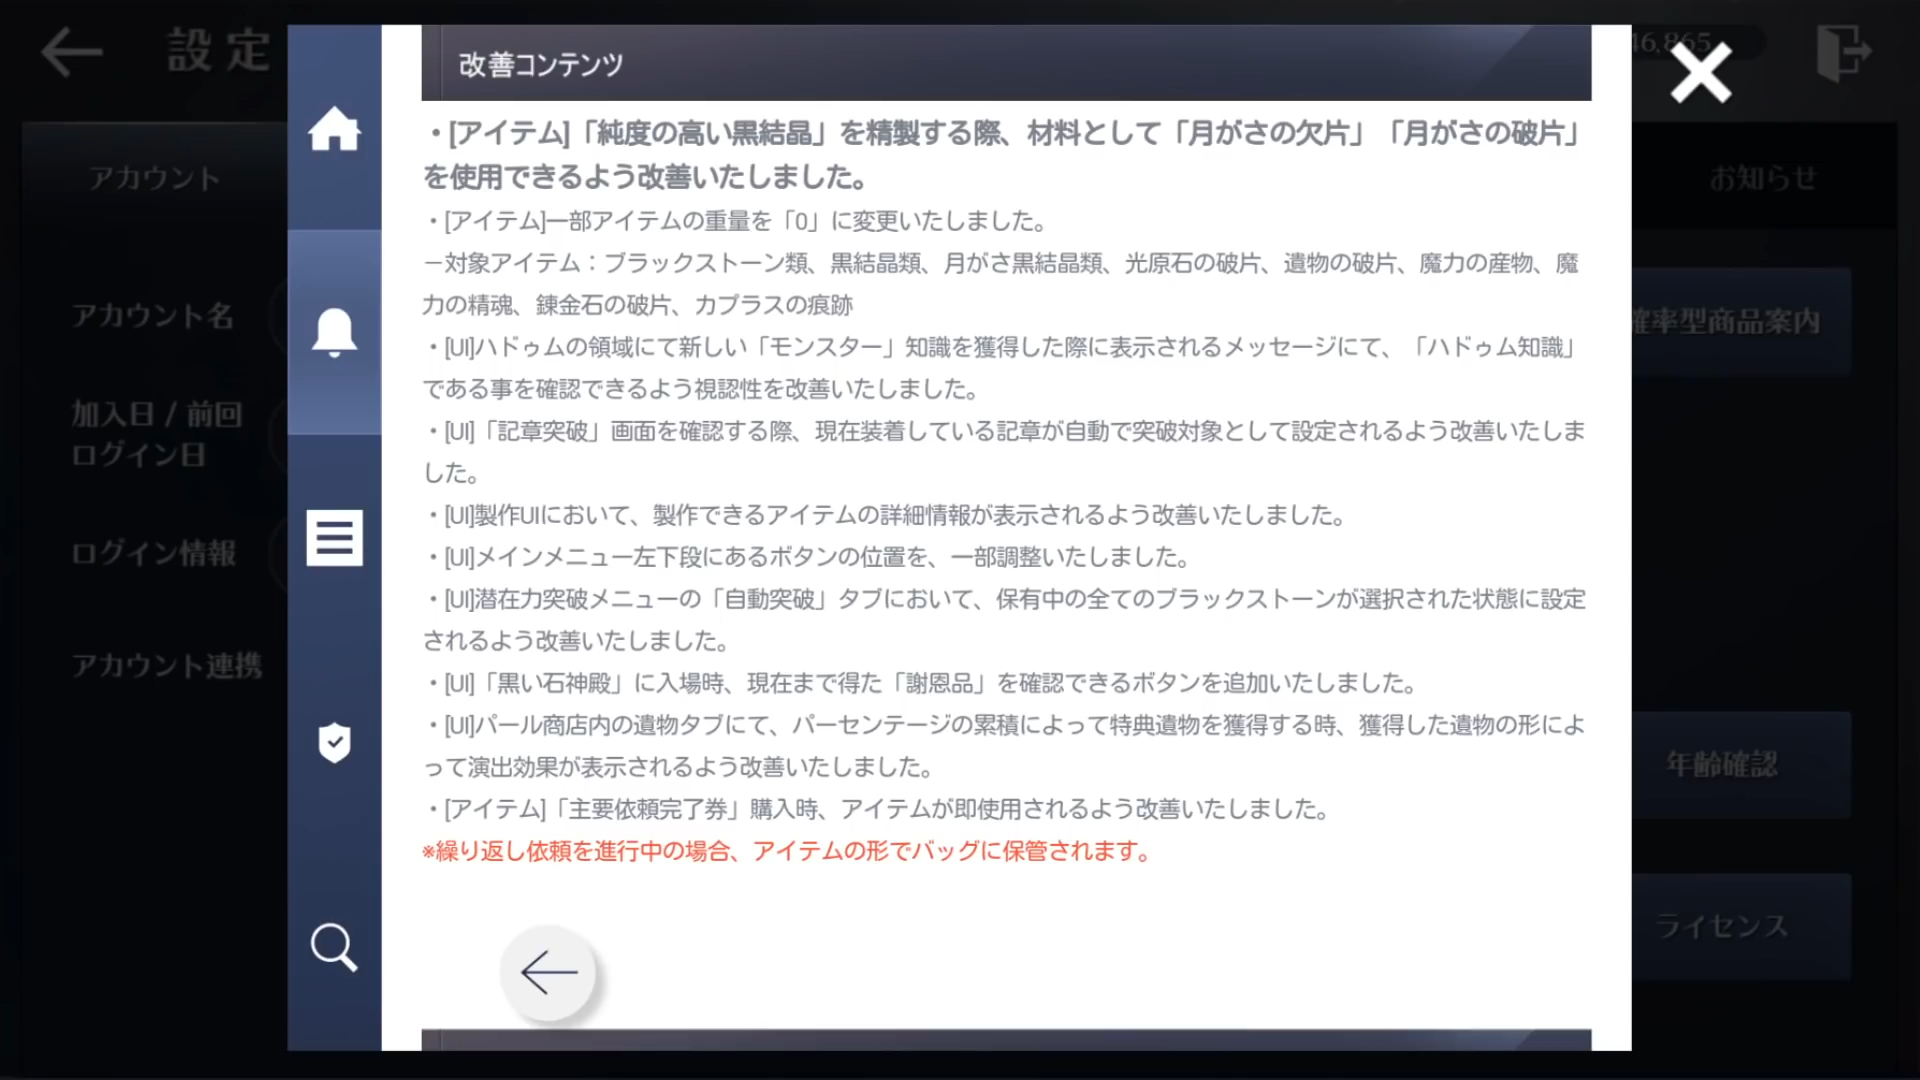 設定
46,865
改善コンテンツ
・[アイテム]「純度の高い黒結晶」を精製する際、材料として「月がさの欠片」「月がさの破片」
を使用できるよう改善いたしました。
・[アイテム]一部アイテムの重量を「0」に変更いたしました。
－対象アイテム：ブラックストーン類、黒結晶類、月がさ黒結晶類、光原石の破片、遺物の破片、魔力の産物、魔
力の精魂、錬金石の破片、カプラスの痕跡
・[UI]ハドゥムの領域にて新しい「モンスター」知識を獲得した際に表示されるメッセージにて、「ハドゥム知識」
である事を確認できるよう視認性を改善いたしました。
・[UI]「記章突破」画面を確認する際、現在装着している記章が自動で突破対象として設定されるよう改善いたしま
した。
・[UI]製作UIにおいて、製作できるアイテムの詳細情報が表示されるよう改善いたしました。
・[UI]メインメニュー左下段にあるボタンの位置を、一部調整いたしました。
・[UI]潜在力突破メニューの「自動突破」タブにおいて、保有中の全てのブラックストーンが選択された状態に設定
されるよう改善いたしました。
・[UI]「黒い石神殿」に入場時、現在まで得た「謝恩品」を確認できるボタンを追加いたしました。
・[UI]パール商店内の遺物タブにて、パーセンテージの累積によって特典遺物を獲得する時、獲得した遺物の形によ
って演出効果が表示されるよう改善いたしました。
・[アイテム]「主要依頼完了券」購入時、アイテムが即使用されるよう改善いたしました。
※繰り返し依頼を進行中の場合、アイテムの形でバッグに保管されます。
アカウント
アカウント名
加入日 / 前回
ログイン日
ログイン情報
アカウント連携
お知らせ
確率型商品案内
年齢確認
ライセンス